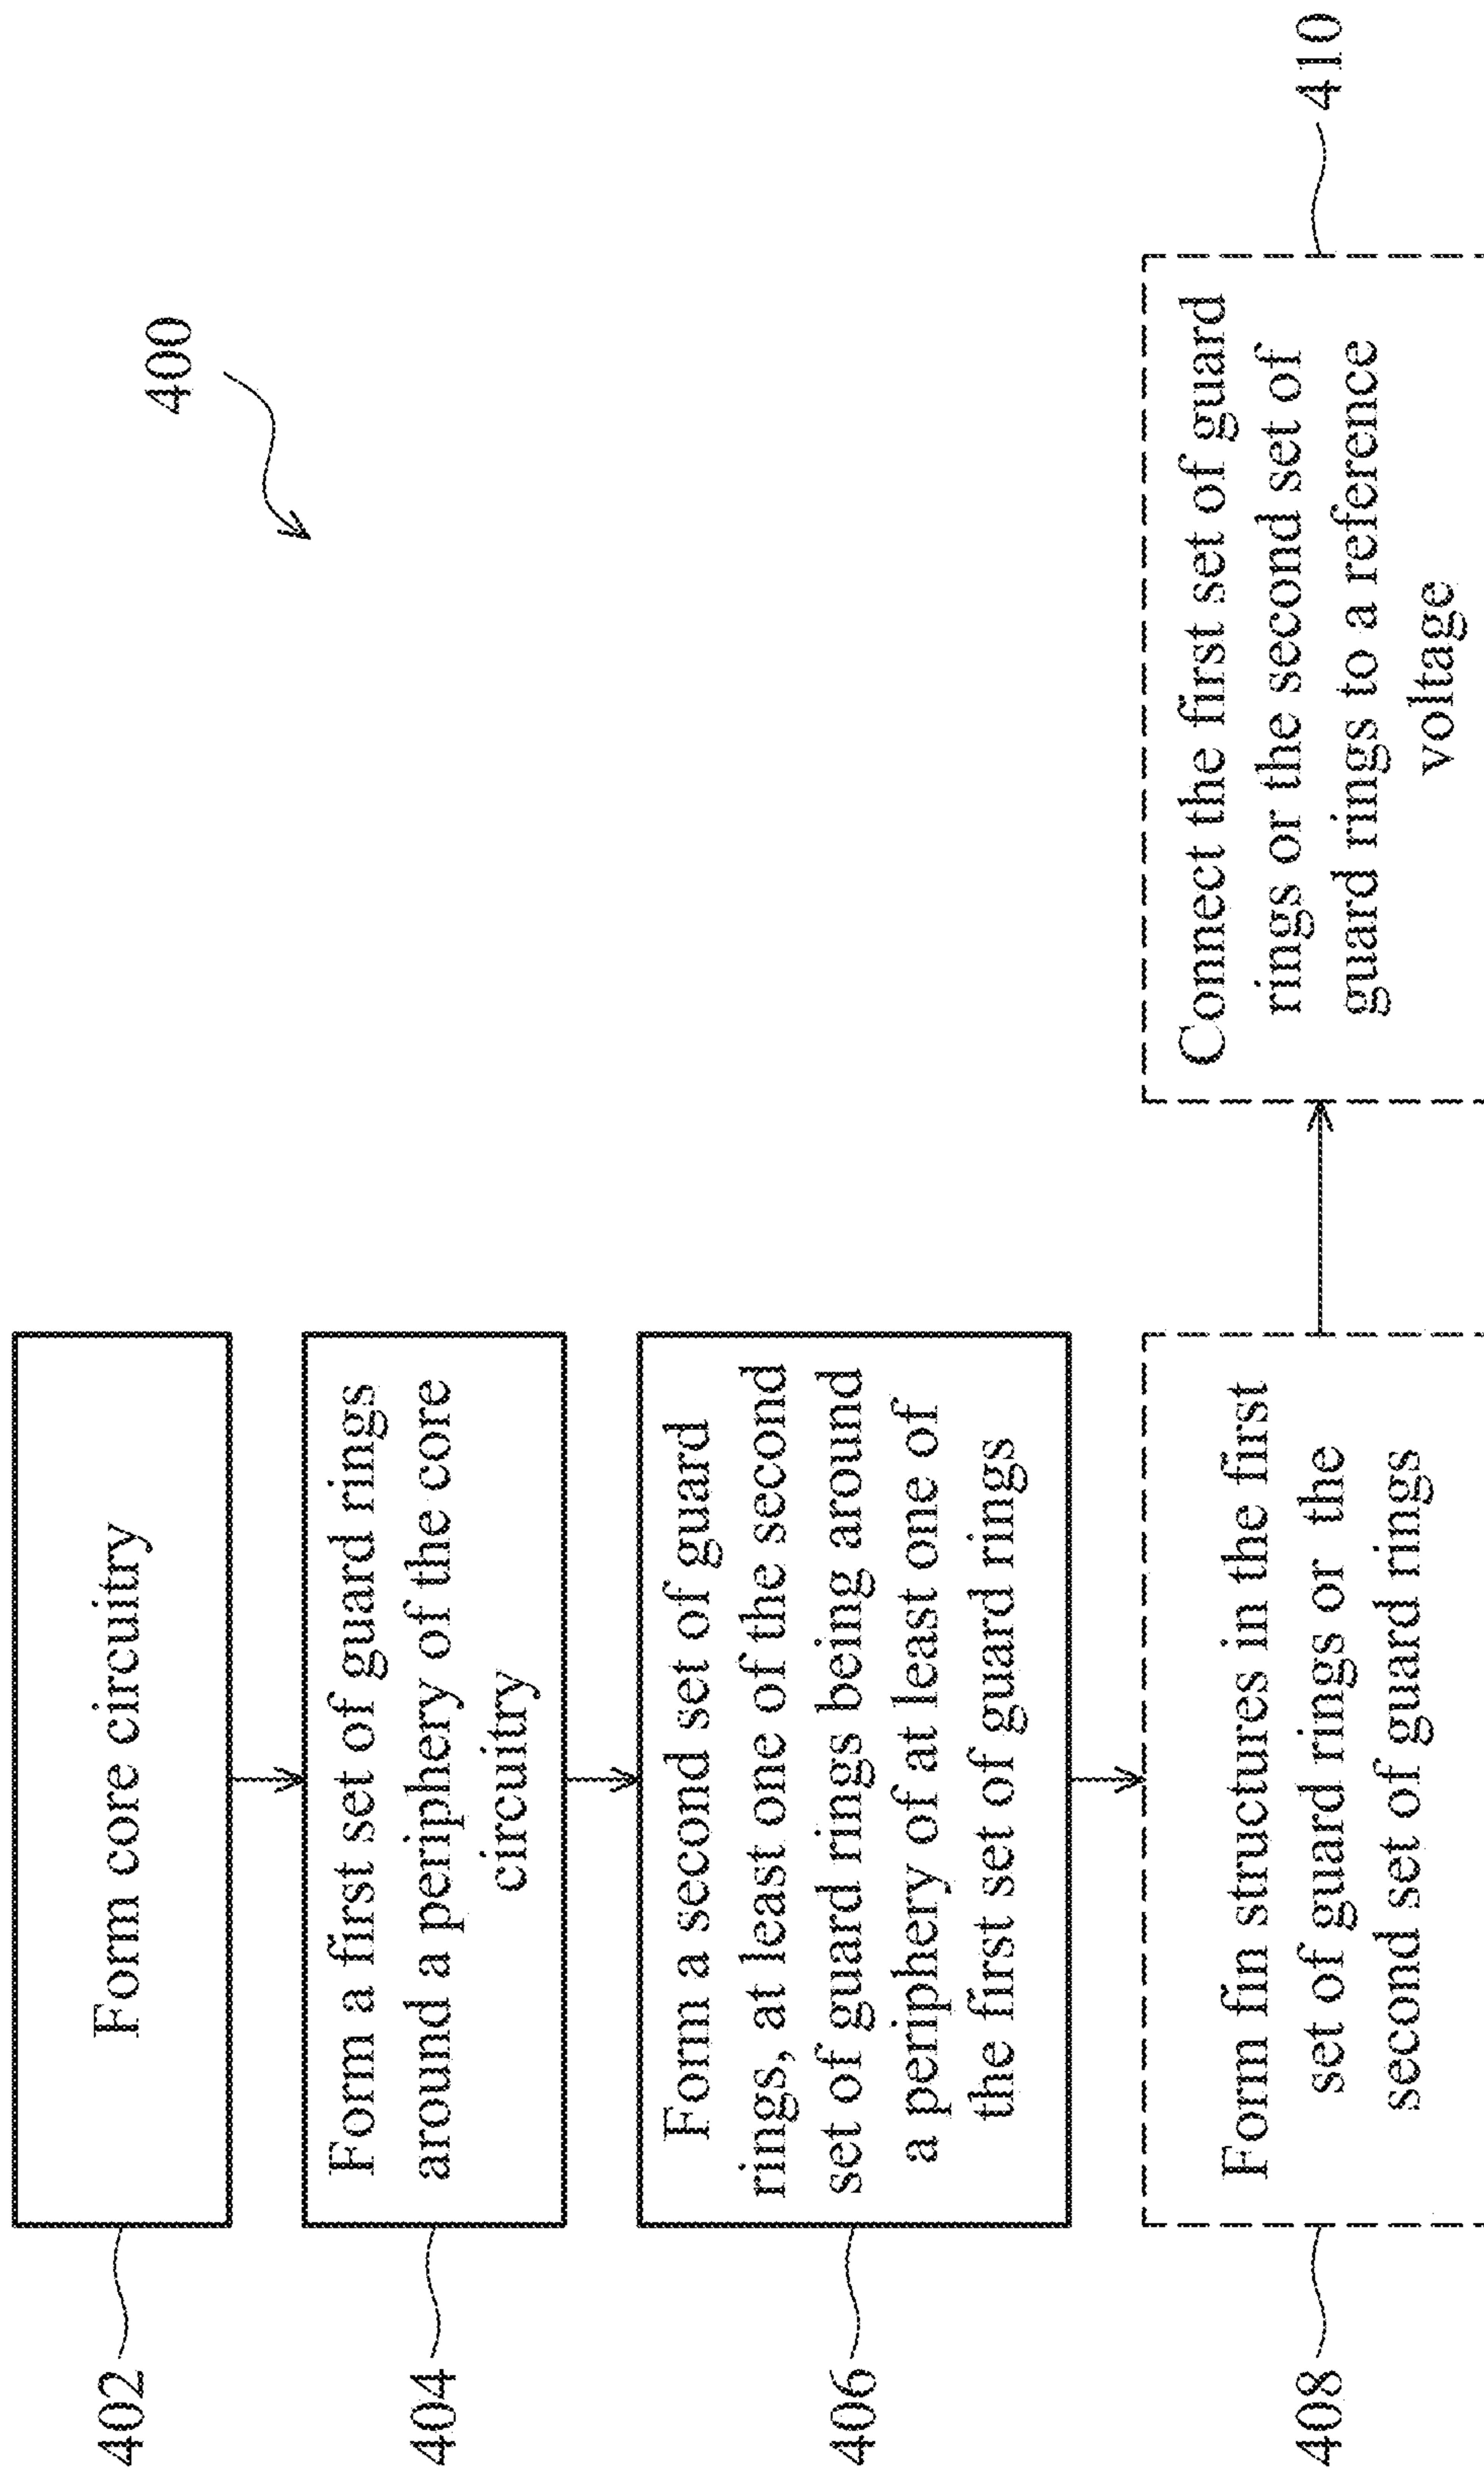 400
402
Form core circuitry
404
Form a first set of guard rings
around a periphery of the core
circuitry
406
Form a second set of guard
rings, at least one of the second
set of guard rings being around
a periphery of at least one of
the first set of guard rings
408
Form fin structures in the first
set of guard rings or the
second set of guard rings
Connect the first set of guard
rings or the second set of
guard rings to a reference
voltage
410